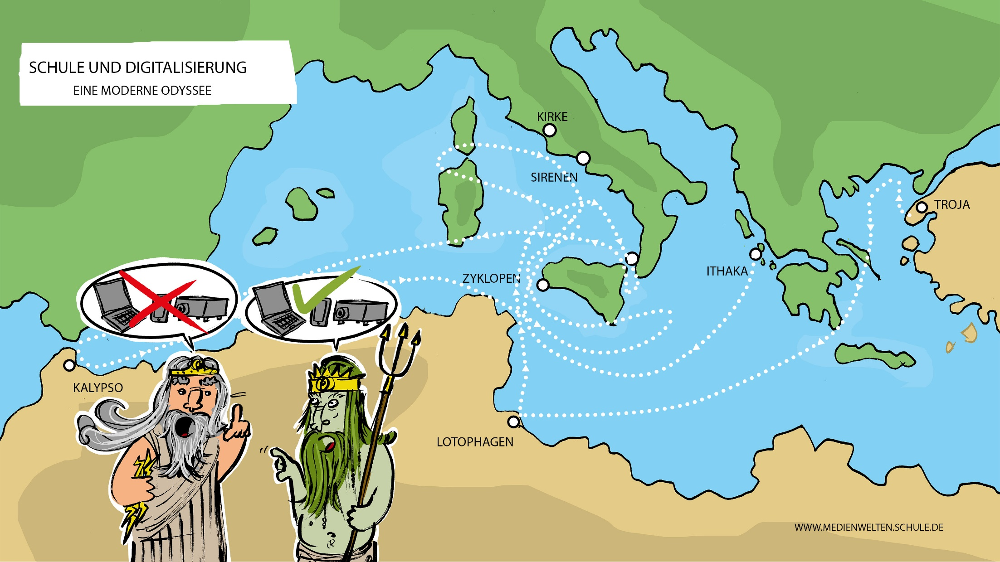 SCHULE UND DIGITALISIERUNG
EINE MODERNE ODYSSEE
KIRKE
SIRENEN
TROJA
ZYKLOPEN
ITHAKA
KALYPSO
LOTOPHAGEN
WWW.MEDIENWELTEN.SCHULE.DE